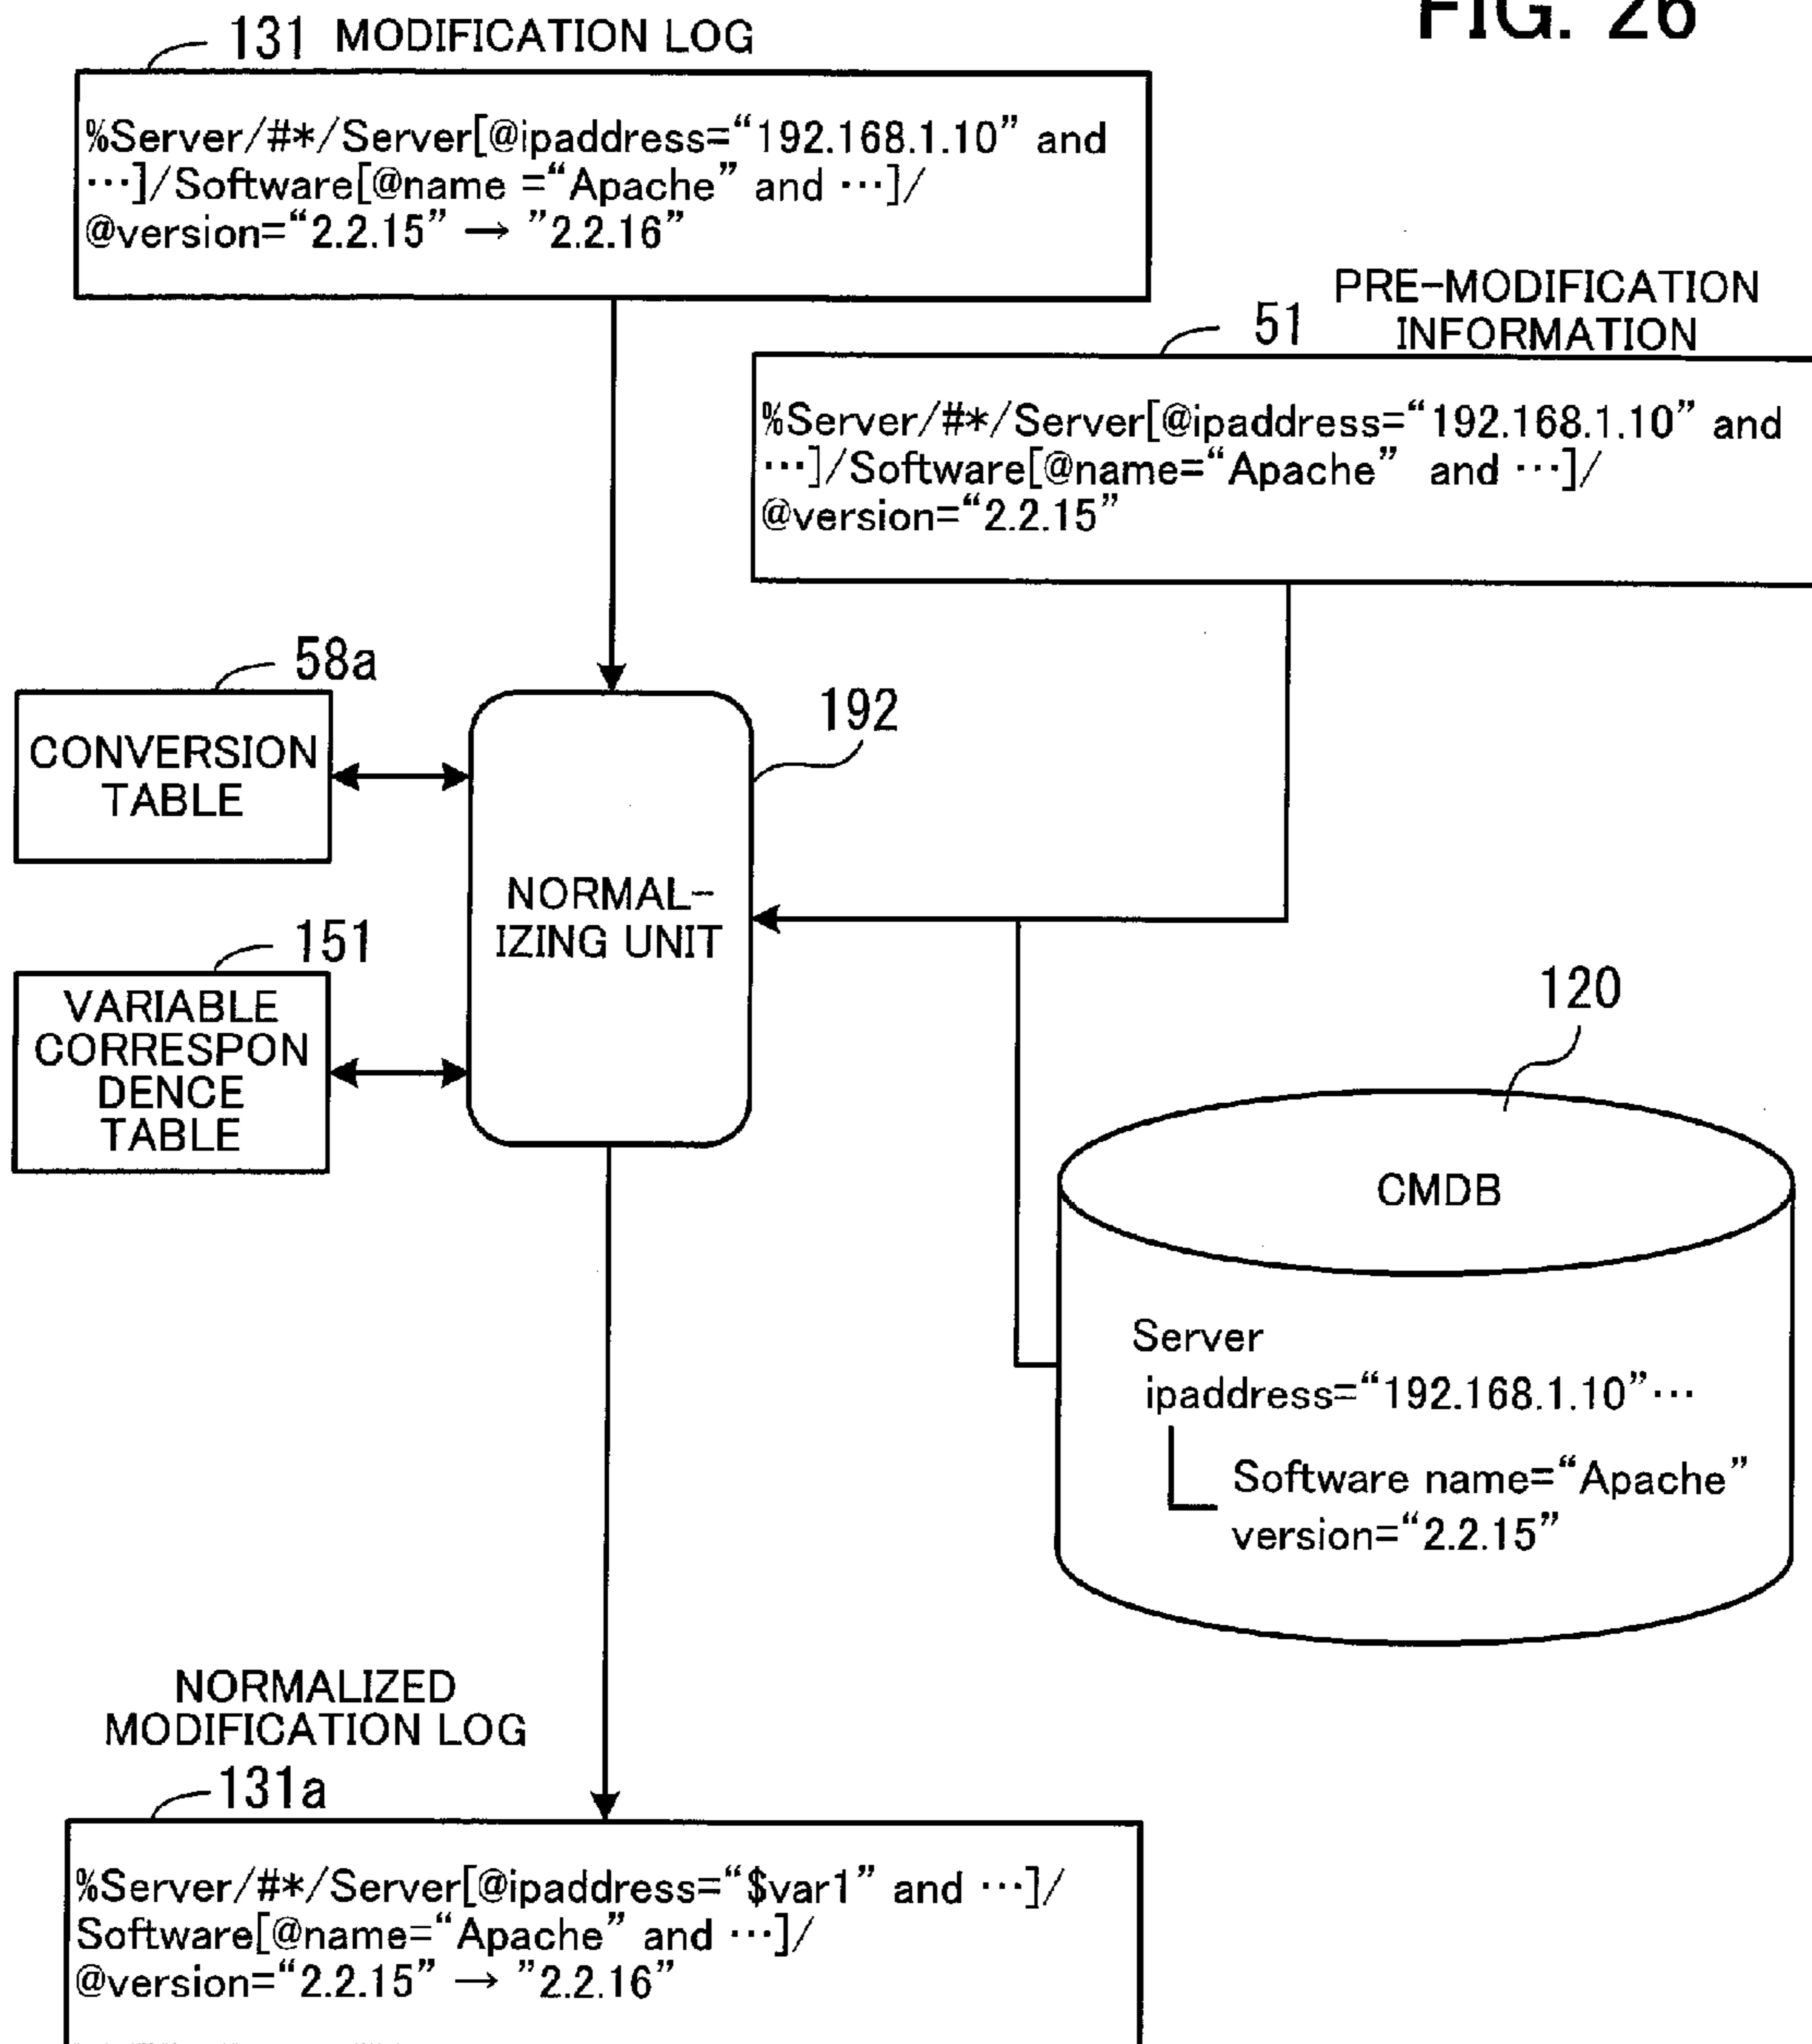 FIG. 26
131 MODIFICATION LOG
%Server/#*/Server[@ipaddress=“192.168.1.10” and
⋯]/Software[@name =“Apache” and ⋯]/
@version=“2.2.15” → ”2.2.16”
PRE-MODIFICATION
51 INFORMATION
%Server/#*/Server[@ipaddress=“192.168.1.10” and
⋯]/Software[@name=“Apache” and ⋯]/
@version=“2.2.15”
58a
CONVERSION
TABLE
192
NORMAL-
IZING UNIT
151
VARIABLE
CORRESPON
DENCE
TABLE
120
CMDB
Server
ipaddress=“192.168.1.10”⋯
Software name=“Apache”
version=“2.2.15”
NORMALIZED
MODIFICATION LOG
131a
%Server/#*/Server[@ipaddress=“$var1” and ⋯]/
Software[@name=“Apache” and ⋯]/
@version=“2.2.15” → ”2.2.16”